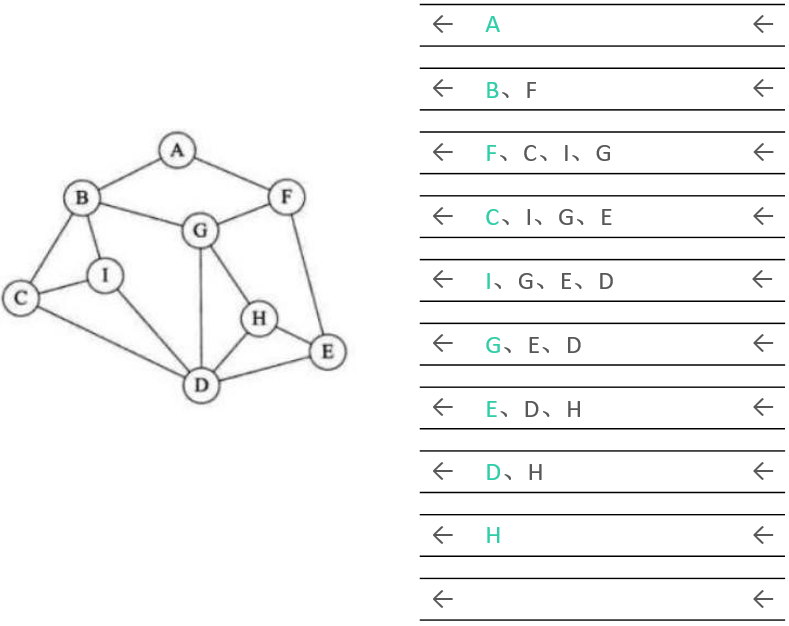 A
B
F
G
I
C
H
E
D
← A ←
← B、F ←
← F、C、I、G ←
← C、I、G、E ←
← I、G、E、D ←
← G、E、D ←
← E、D、H ←
← D、H ←
← H ←
← ←